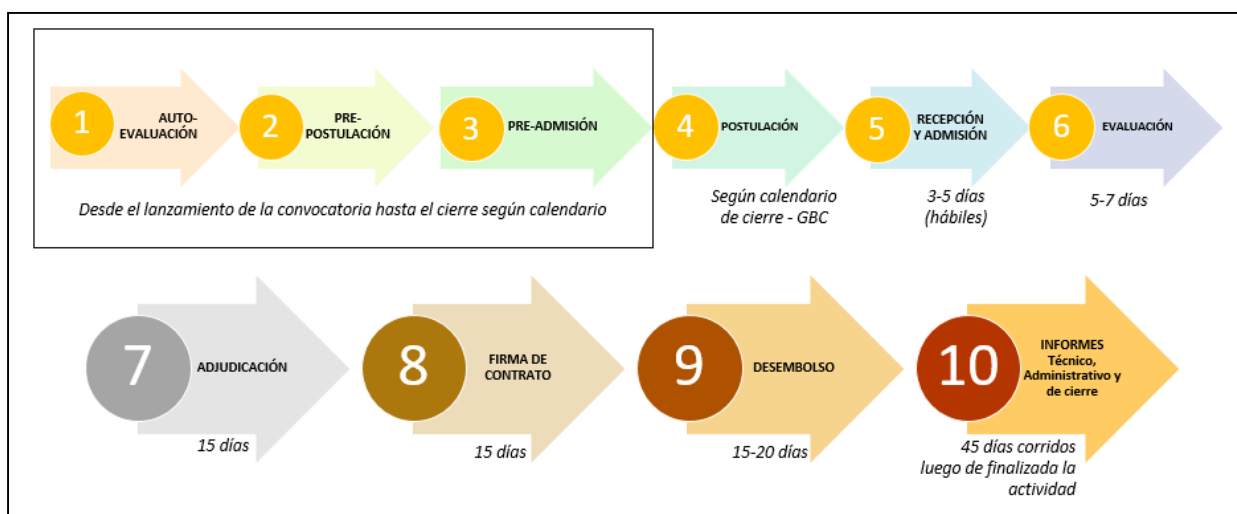 1
AUTO-
EVALUACIÓN
2
PRE-
POSTULACIÓN
3
PRE-ADMISIÓN
4
POSTULACIÓN
5
RECEPCIÓN
Y ADMISIÓN
6
EVALUACIÓN
Desde el lanzamiento de la convocatoria hasta el cierre según calendario
Según calendario
de cierre - GBC
3-5 días
(hábiles)
5-7 días
7
ADJUDICACIÓN
15 días
8
FIRMA DE
CONTRATO
15 días
9
DESEMBOLSO
15-20 días
10
INFORMES
Técnico,
Administrativo y
de cierre
45 días corridos
luego de finalizada la
actividad